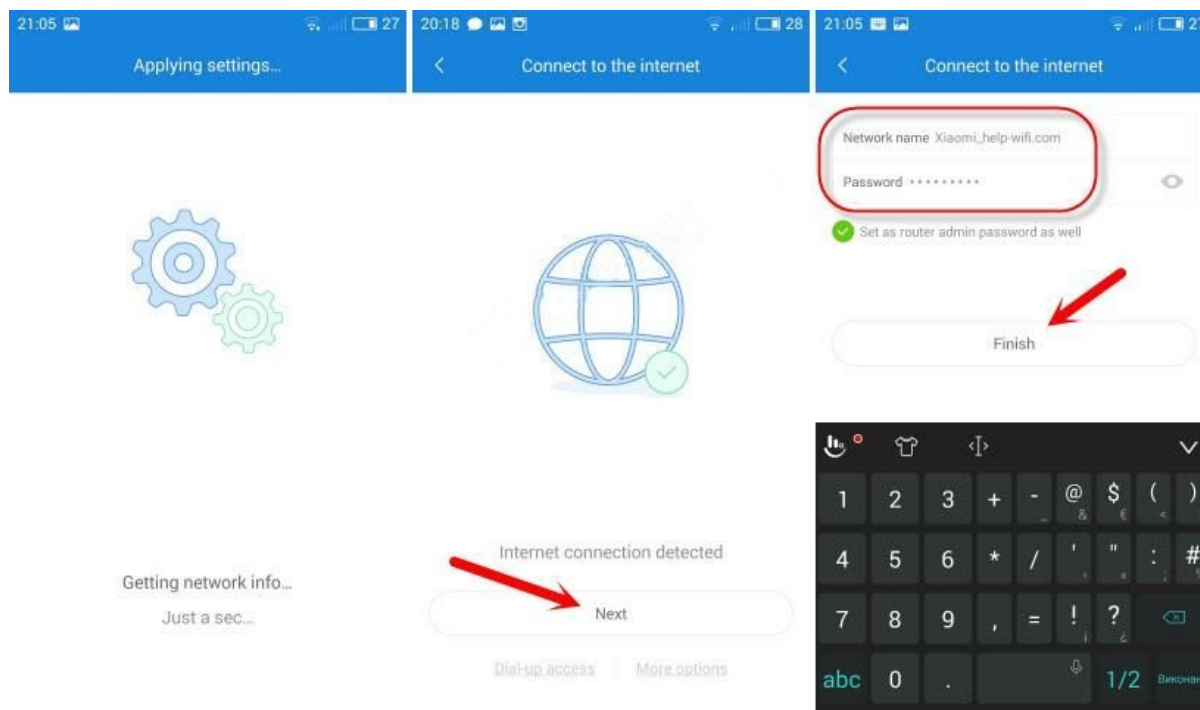 21:05
27
Applying settings...
Getting network info...
Just a sec...
20:18
28
Connect to the internet
Internet connection detected
Next
Dial-up access
More options
21:05
Connect to the internet
Network name Xiaomi_help-wifi.com
Password •••••••••
Set as router admin password as well
Finish
1 2 3 + - _ @ & $ € ( < )
4 5 6 * / ' " : ; #
7 8 9 , = ! ¡ ? ¿
abc 0 . 1/2